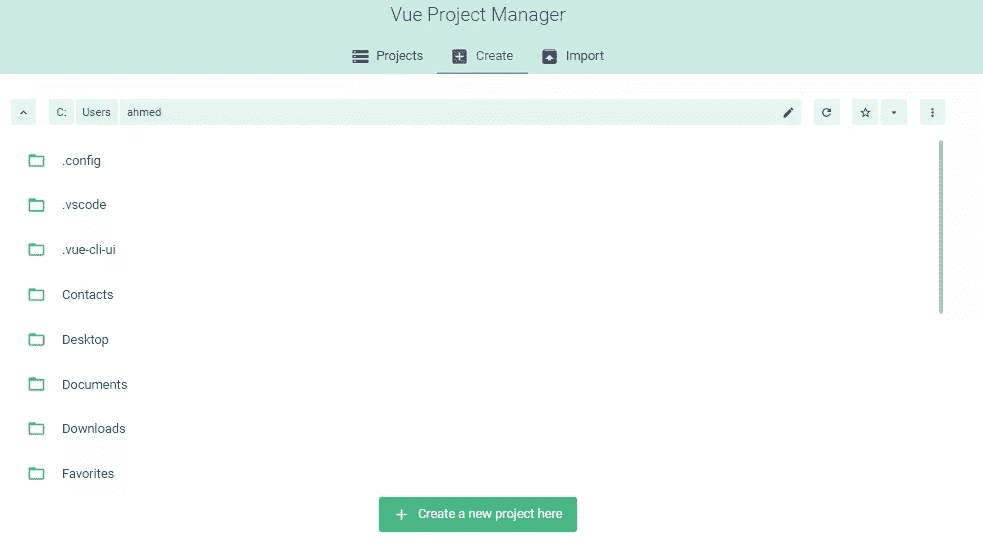 Vue Project Manager
Projects Create Import
C: Users ahmed
.config
.vscode
.vue-cli-ui
Contacts
Desktop
Documents
Downloads
Favorites
+ Create a new project here